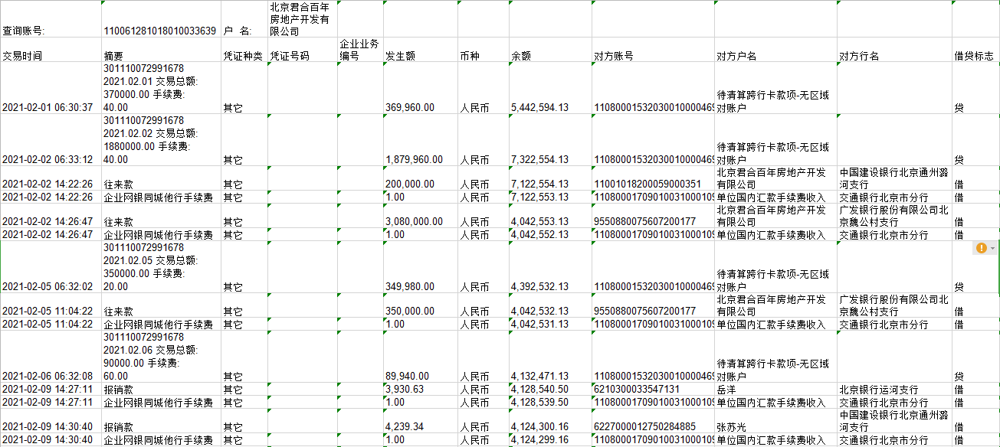 北京君合百年
房地产开发有
限公司
查询账号: 110061281018010033639 户 名:
交易时间 摘要 凭证种类 凭证号码 企业业务
编号 发生额 币种 余额 对方账号 对方户名 对方行名 借贷标志
301110072991678
2021.02.01 交易总额:
370000.00 手续费:
2021-02-01 06:30:37 40.00 其它 369,960.00 人民币 5,442,594.13 11080001532030010000469 待清算跨行卡款项-无区域
对账户 贷
301110072991678
2021.02.02 交易总额:
1880000.00 手续费:
2021-02-02 06:33:12 40.00 其它 1,879,960.00 人民币 7,322,554.13 11080001532030010000469 待清算跨行卡款项-无区域
对账户 贷
2021-02-02 14:22:26 往来款 其它 200,000.00 人民币 7,122,554.13 11001018200059000351 北京君合百年房地产开发
有限公司 中国建设银行北京通州潞
河支行 借
2021-02-02 14:22:26 企业网银同城他行手续费 其它 1.00 人民币 7,122,553.13 11080001709010031000109 单位国内汇款手续费收入 交通银行北京市分行 借
2021-02-02 14:26:47 往来款 其它 3,080,000.00 人民币 4,042,553.13 9550880075607200177 北京君合百年房地产开发
有限公司 广发银行股份有限公司北
京魏公村支行 借
2021-02-02 14:26:47 企业网银同城他行手续费 其它 1.00 人民币 4,042,552.13 11080001709010031000109 单位国内汇款手续费收入 交通银行北京市分行 借
301110072991678
2021.02.05 交易总额:
350000.00 手续费:
2021-02-05 06:32:02 20.00 其它 349,980.00 人民币 4,392,532.13 11080001532030010000469 待清算跨行卡款项-无区域
对账户 贷
2021-02-05 11:04:22 往来款 其它 350,000.00 人民币 4,042,532.13 9550880075607200177 北京君合百年房地产开发
有限公司 广发银行股份有限公司北
京魏公村支行 借
2021-02-05 11:04:22 企业网银同城他行手续费 其它 1.00 人民币 4,042,531.13 11080001709010031000109 单位国内汇款手续费收入 交通银行北京市分行 借
301110072991678
2021.02.06 交易总额:
90000.00 手续费:
2021-02-06 06:32:08 60.00 其它 89,940.00 人民币 4,132,471.13 11080001532030010000469 待清算跨行卡款项-无区域
对账户 贷
2021-02-09 14:27:11 报销款 其它 3,930.63 人民币 4,128,540.50 6210300033547131 岳洋 北京银行运河支行 借
2021-02-09 14:27:11 企业网银同城他行手续费 其它 1.00 人民币 4,128,539.50 11080001709010031000109 单位国内汇款手续费收入 交通银行北京市分行 借
2021-02-09 14:30:40 报销款 其它 4,239.34 人民币 4,124,300.16 6227000012750284885 张苏光 中国建设银行北京通州潞
河支行 借
2021-02-09 14:30:40 企业网银同城他行手续费 其它 1.00 人民币 4,124,299.16 11080001709010031000109 单位国内汇款手续费收入 交通银行北京市分行 借